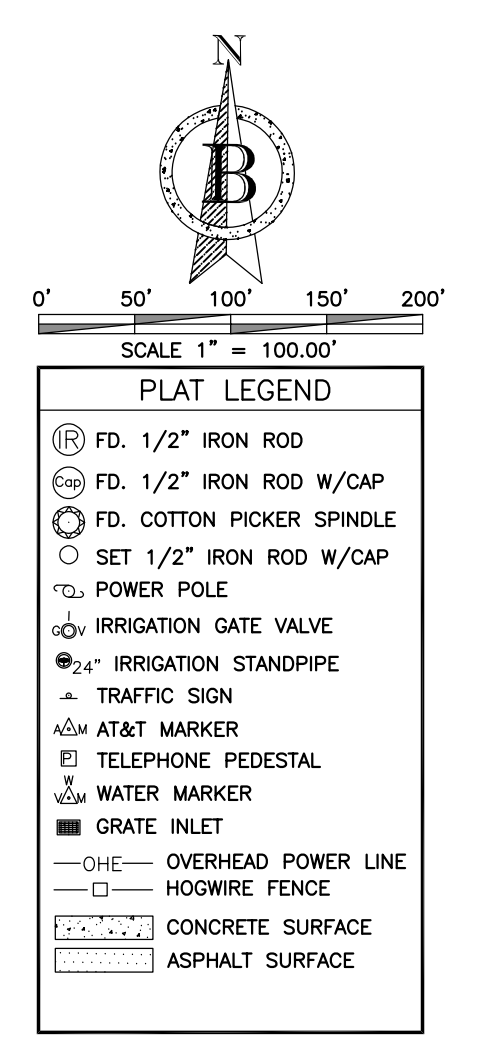 N
B
0' 50' 100' 150' 200'
SCALE 1" = 100.00'
PLAT LEGEND
IR FD. 1/2" IRON ROD
Cap FD. 1/2" IRON ROD W/CAP
FD. COTTON PICKER SPINDLE
SET 1/2" IRON ROD W/CAP
POWER POLE
I
G V IRRIGATION GATE VALVE
24" IRRIGATION STANDPIPE
TRAFFIC SIGN
A M AT&T MARKER
P TELEPHONE PEDESTAL
W
V M WATER MARKER
GRATE INLET
OHE OVERHEAD POWER LINE
HOGWIRE FENCE
CONCRETE SURFACE
ASPHALT SURFACE